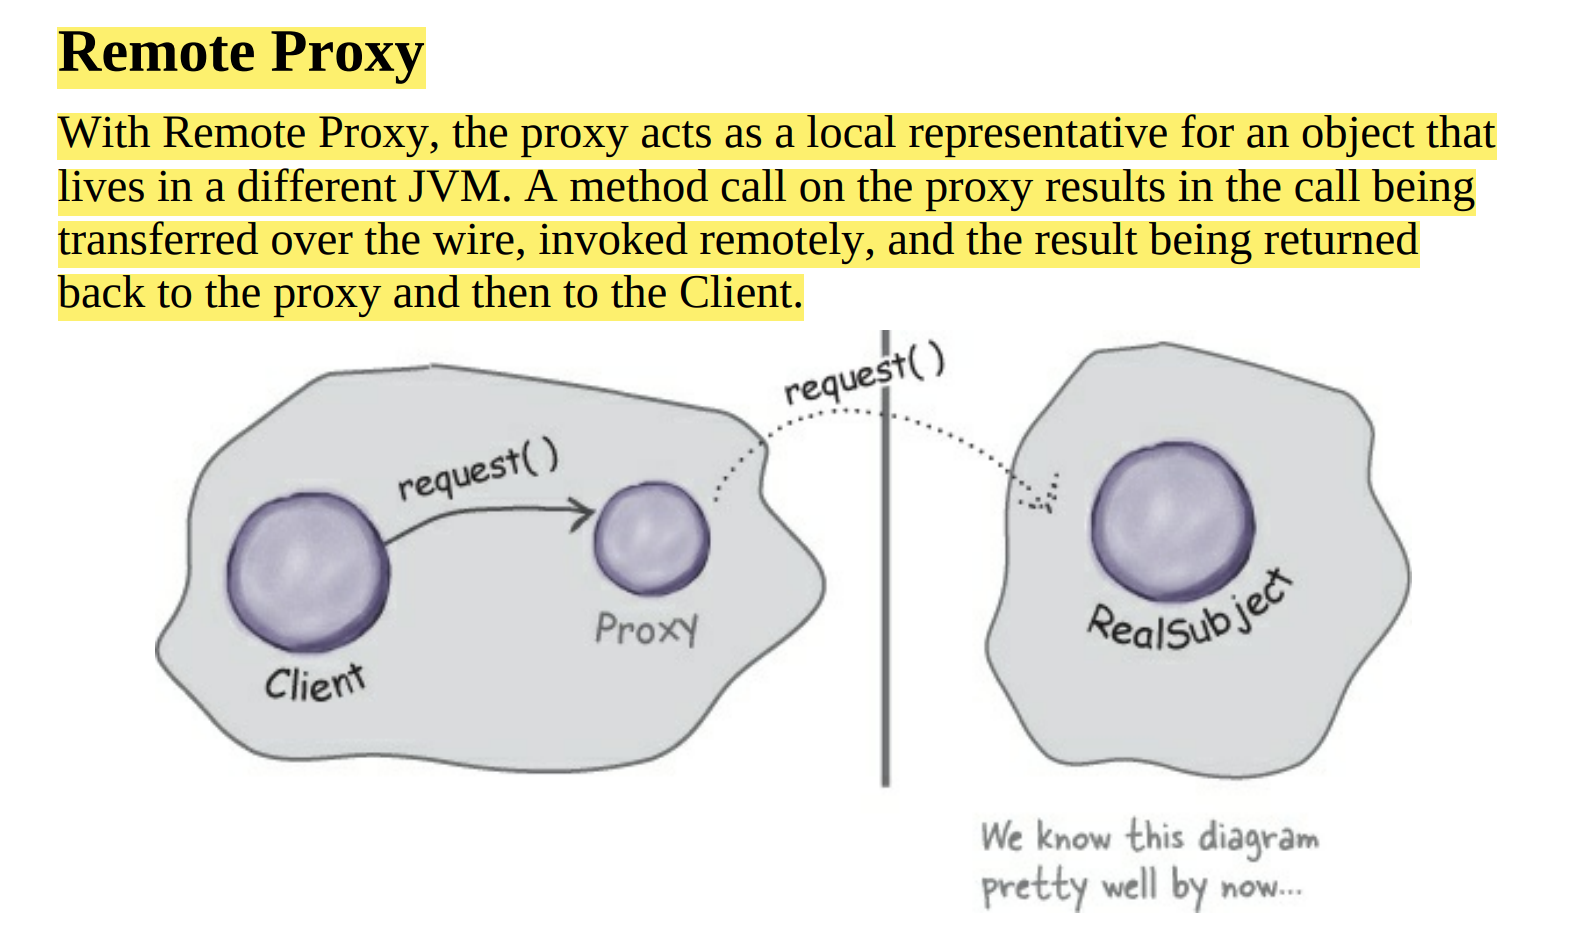 Remote Proxy
With Remote Proxy, the proxy acts as a local representative for an object that
lives in a different JVM. A method call on the proxy results in the call being
transferred over the wire, invoked remotely, and the result being returned
back to the proxy and then to the Client.
request( )
request( )
Proxy
Client
RealSubject
We know this diagram
pretty well by now...